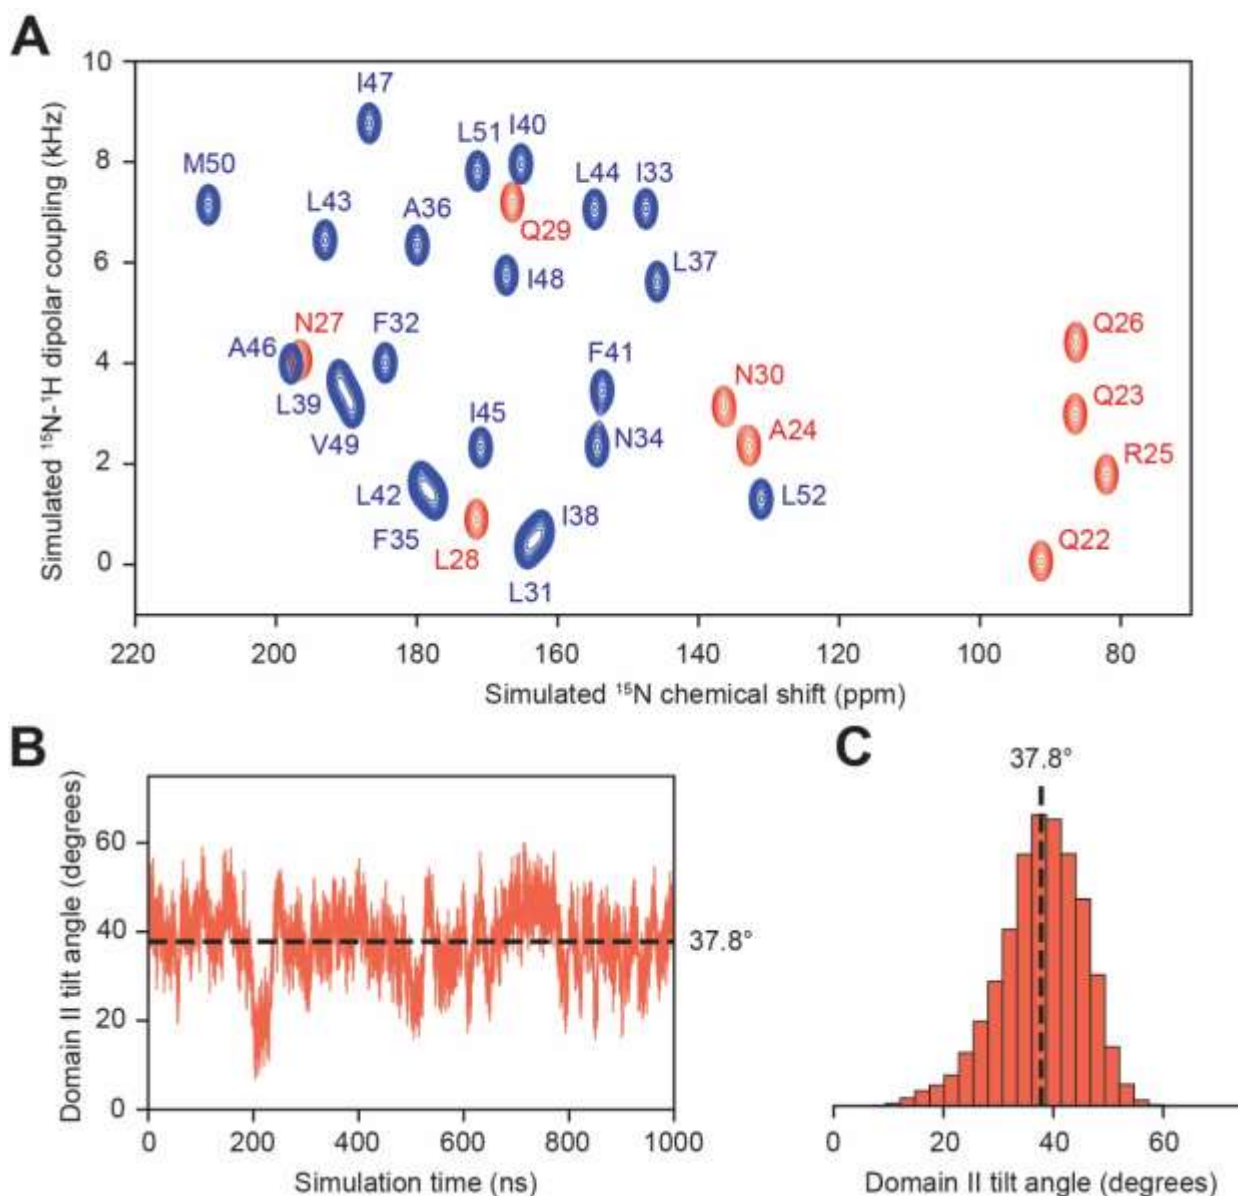 A
Simulated ¹⁵N-¹H dipolar coupling (kHz)
10
8
6
4
2
0
I47
M50
L51
I40
L43
A36
Q29
L44
I33
I48
L37
A46
N27
F32
L39
V49
I45
F41
N34
N30
A24
L42
F35
L28
I38
L31
L52
Q26
Q23
R25
Q22
220
200
180
160
140
120
100
80
Simulated ¹⁵N chemical shift (ppm)
B
Domain II tilt angle (degrees)
60
40
20
0
37.8°
0
200
400
600
800
1000
Simulation time (ns)
C
37.8°
0
20
40
60
Domain II tilt angle (degrees)